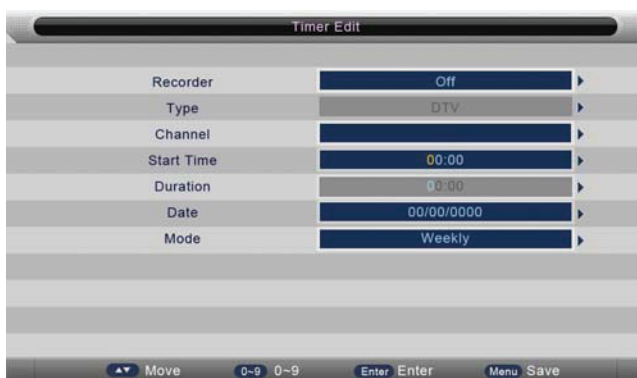 Timer Edit
Recorder Off
Type DTV
Channel
Start Time 00:00
Duration 00:00
Date 00/00/0000
Mode Weekly
▲▼ Move 0~9 0~9 Enter Enter Menu Save